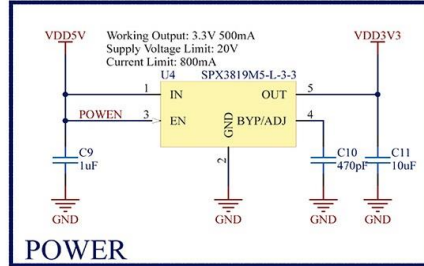 VDD5V
Working Output: 3.3V 500mA
Supply Voltage Limit: 20V
Current Limit: 800mA
VDD3V3
U4 SPX3819M5-L-3-3
1 IN OUT 5
POWEN 3 EN GND BYP/ADJ 4
2
C9
1uF
C10
470pF
C11
10uF
GND GND GND GND
POWER